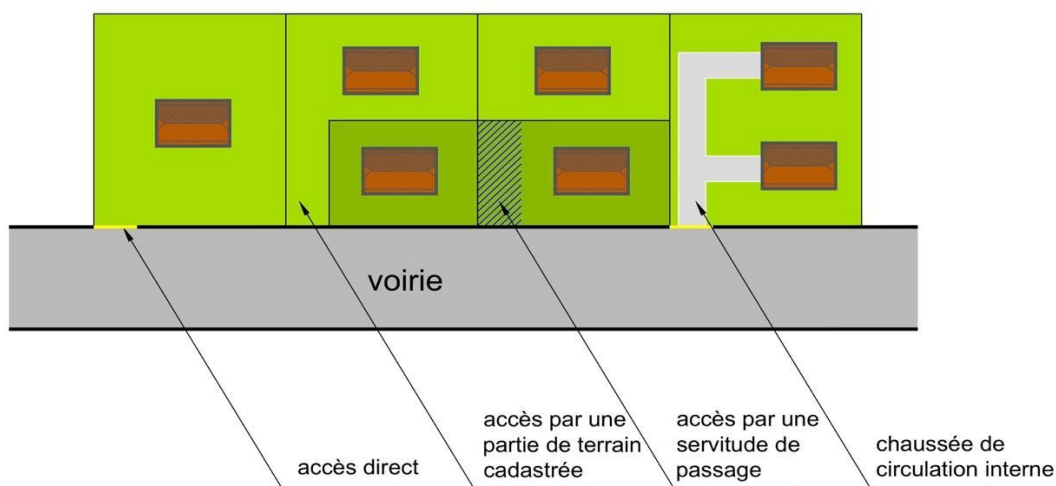 voirie
accès direct
accès par une
partie de terrain
cadastrée
accès par une
servitude de
passage
chaussée de
circulation interne